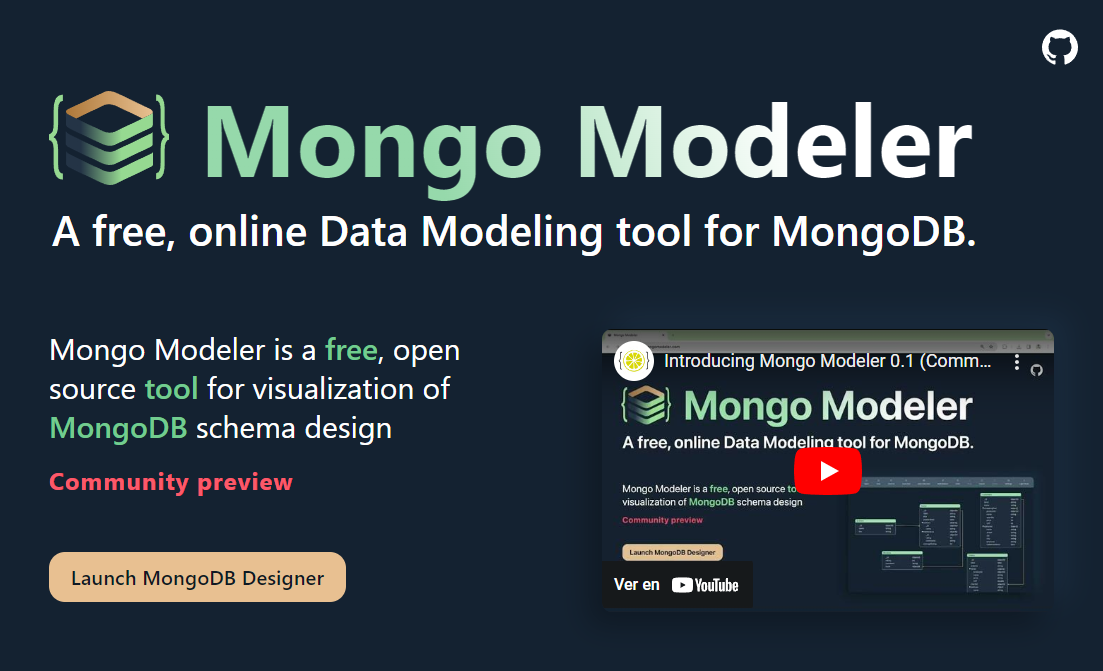 Mongo Modeler
A free, online Data Modeling tool for MongoDB.
Mongo Modeler is a free, open
source tool for visualization of
MongoDB schema design
Community preview
Launch MongoDB Designer
Introducing Mongo Modeler 0.1 (Comm...
Mongo Modeler
A free, online Data Modeling tool for MongoDB.
Mongo Modeler is a free, open source to
visualization of MongoDB schema design
Community preview
Launch MongoDB Designer
Ver en YouTube